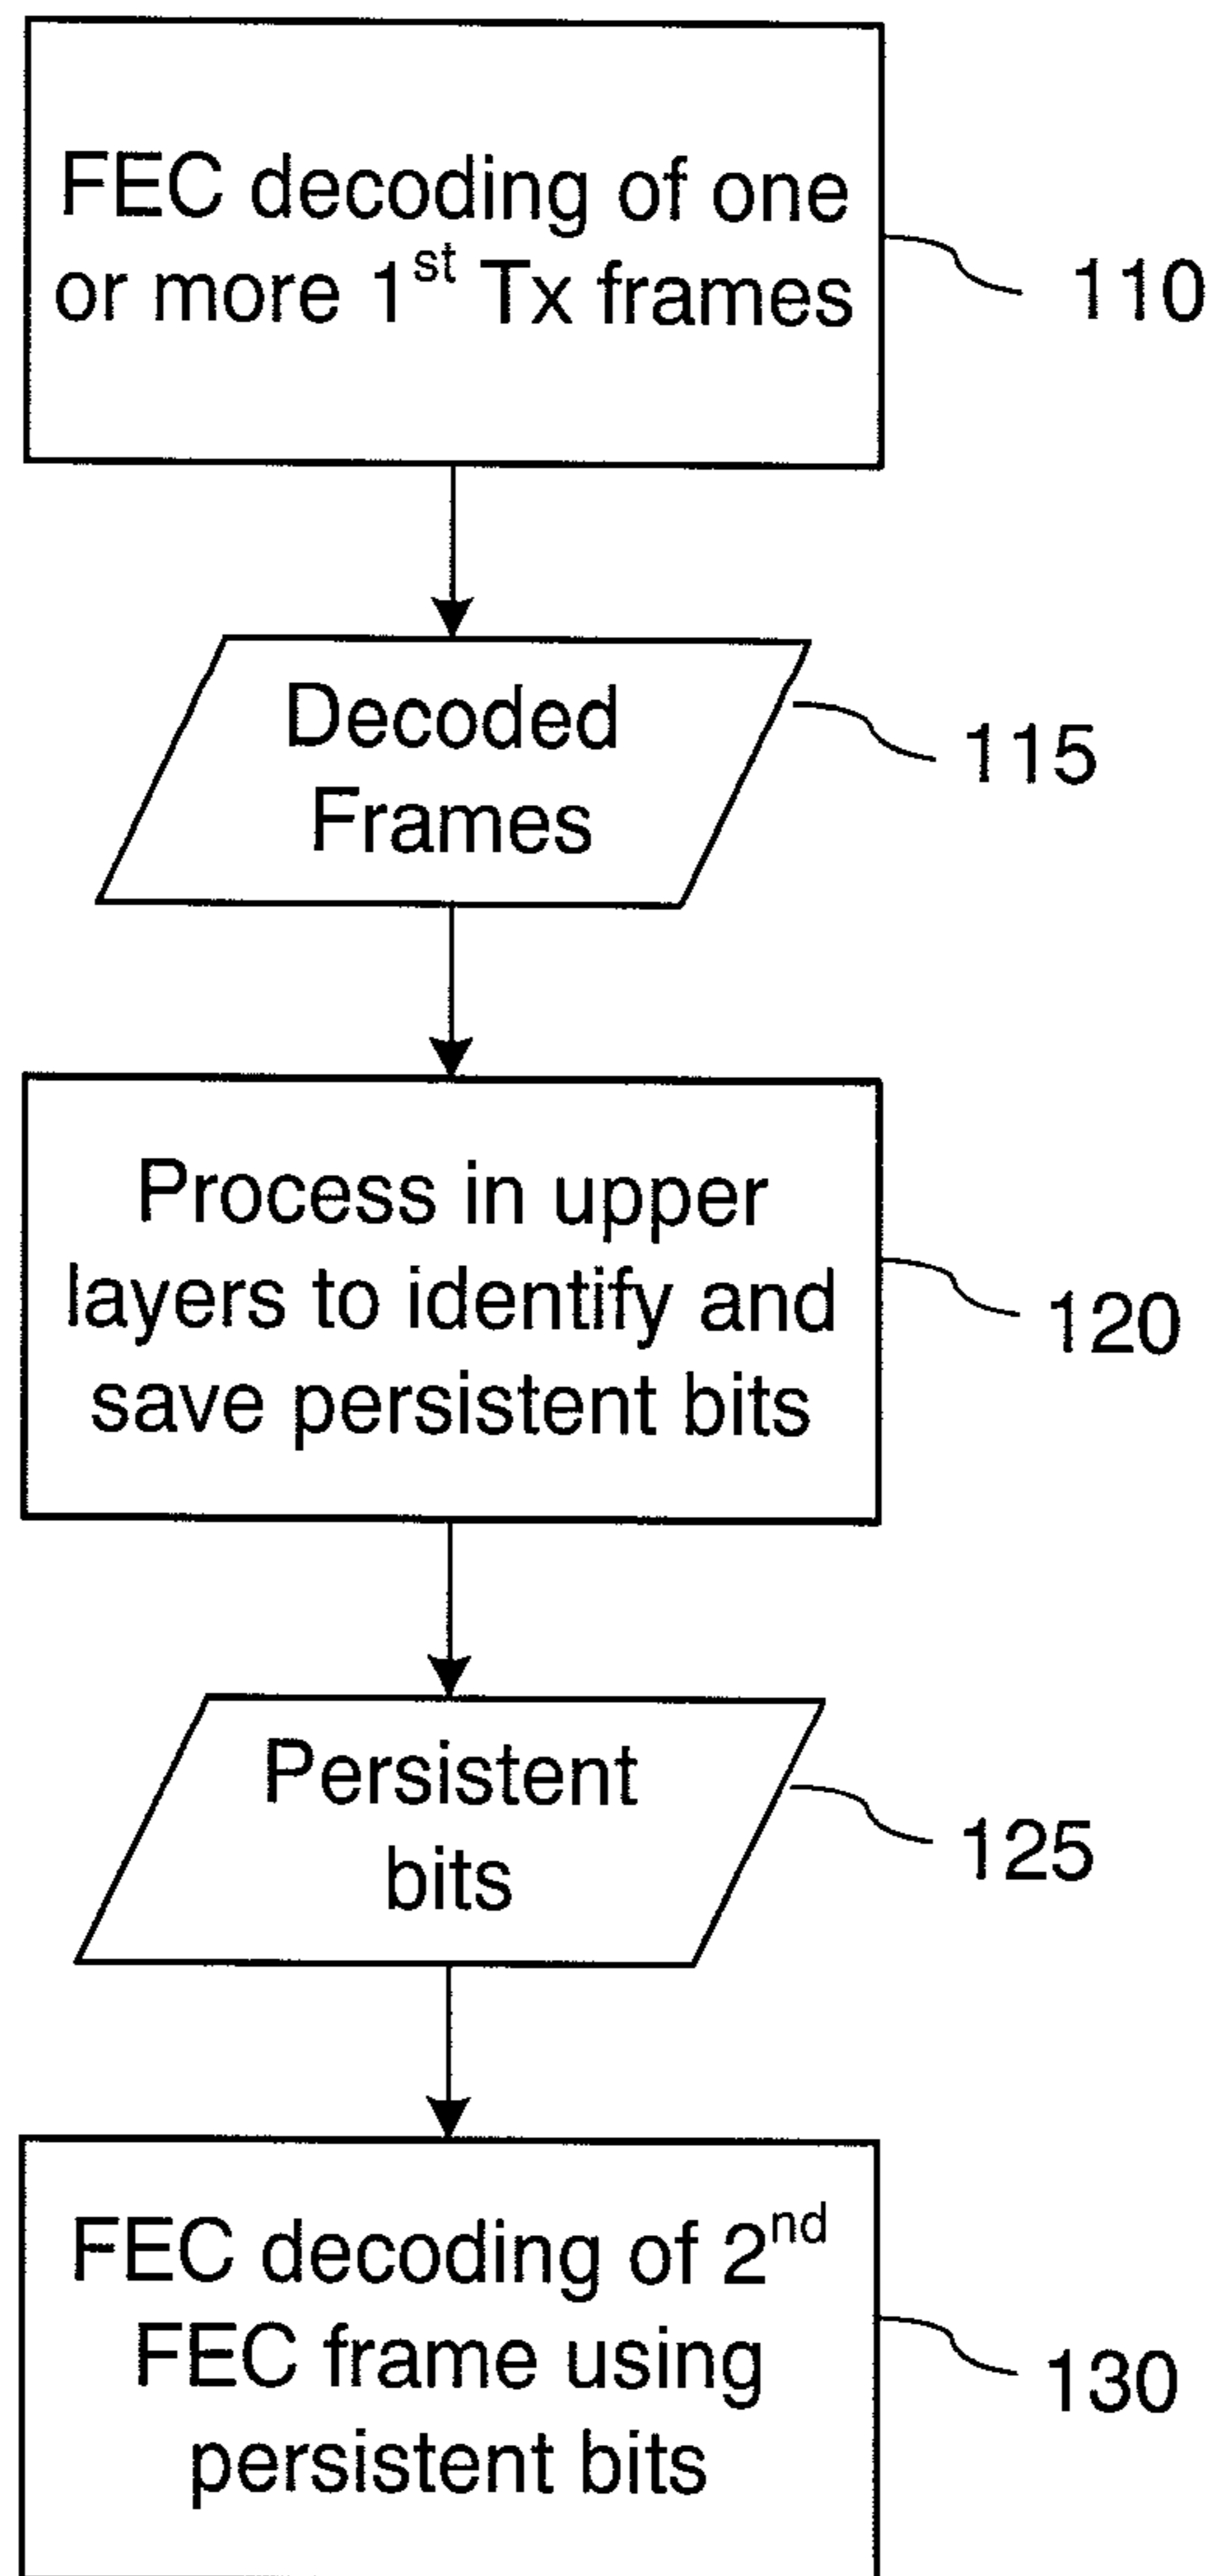 FEC decoding of one
or more 1st Tx frames
110
Decoded
Frames
115
Process in upper
layers to identify and
save persistent bits
120
Persistent
bits
125
FEC decoding of 2nd
FEC frame using
persistent bits
130